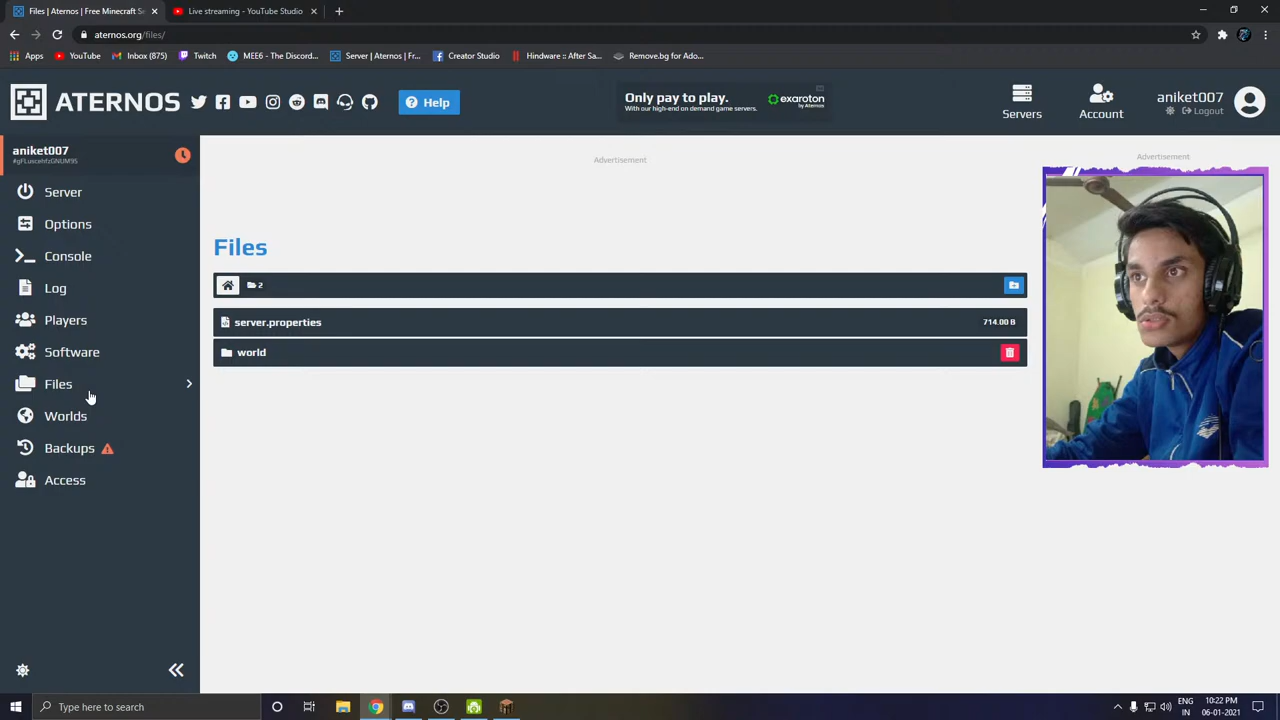 Files | Aternos | Free Minecraft Se
Live streaming - YouTube Studio
aternos.org/files/
Apps
YouTube
Inbox (875)
Twitch
MEE6 - The Discord...
Server | Aternos | Fr...
Creator Studio
Hindware :: After Sa...
Remove.bg for Ado...
ATERNOS
? Help
Only pay to play.
With our high-end on demand game servers.
exaroton
by Aternos
Servers
Account
aniket007
Logout
aniket007
Server
Options
Console
Log
Players
Software
Files
Worlds
Backups
Access
Advertisement
Advertisement
Files
2
server.properties
714.00 B
world
Type here to search
ENG
IN
10:22 PM
06-01-2021